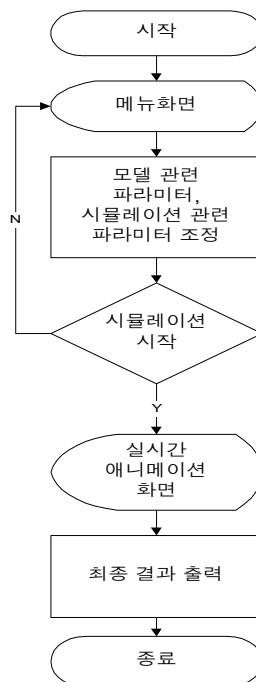 시작
메뉴화면
모델 관련
파라미터,
시뮬레이션 관련
파라미터 조정
N
시뮬레이션
시작
Y
실시간
애니메이션
화면
최종 결과 출력
종료